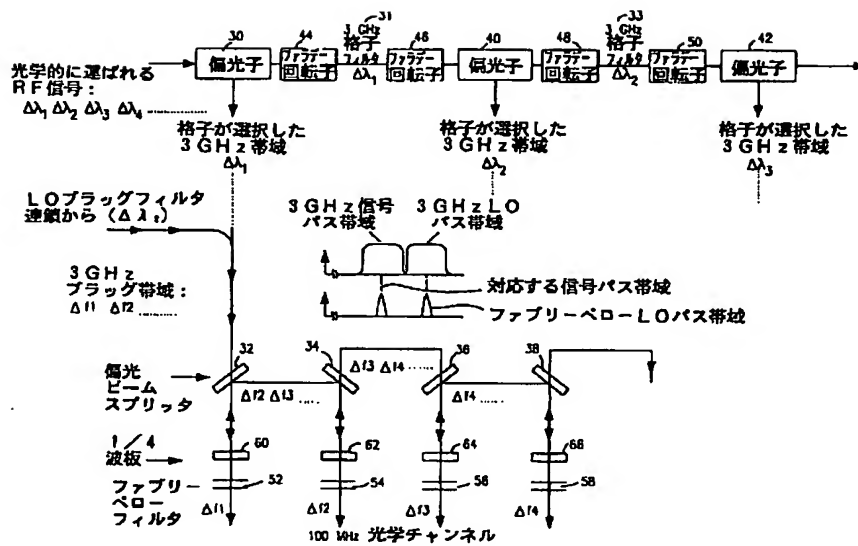 30
44
31
3 GHz
格子
フィルタ
Δλ₁
46
40
48
33
3 GHz
格子
フィルタ
Δλ₂
50
42
偏光子
ファラデー
回転子
ファラデー
回転子
偏光子
ファラデー
回転子
ファラデー
回転子
偏光子
光学的に運ばれる
RF信号:
Δλ₁ Δλ₂ Δλ₃ Δλ₄ ............
格子が選択した
3 GHz帯域
Δλ₁
格子が選択した
3 GHz帯域
Δλ₂
格子が選択した
3 GHz帯域
Δλ₃
LOブラッグフィルタ
連鎖から(Δλ₁)
3 GHz信号
パス帯域
3 GHz LO
パス帯域
3 GHz
ブラッグ帯域:
Δf1 Δf2 ............
対応する信号パス帯域
ファブリーペローLOパス帯域
32
34
36
38
Δf3 Δf4 ......
偏光
ビーム
スプリッタ
Δf2 Δf3 ......
Δf4 ......
1/4
波板
60
62
64
66
ファブリー
ペロー
フィルタ
52
54
56
58
Δf1
Δf2
Δf3
Δf4
100 MHz 光学チャンネル